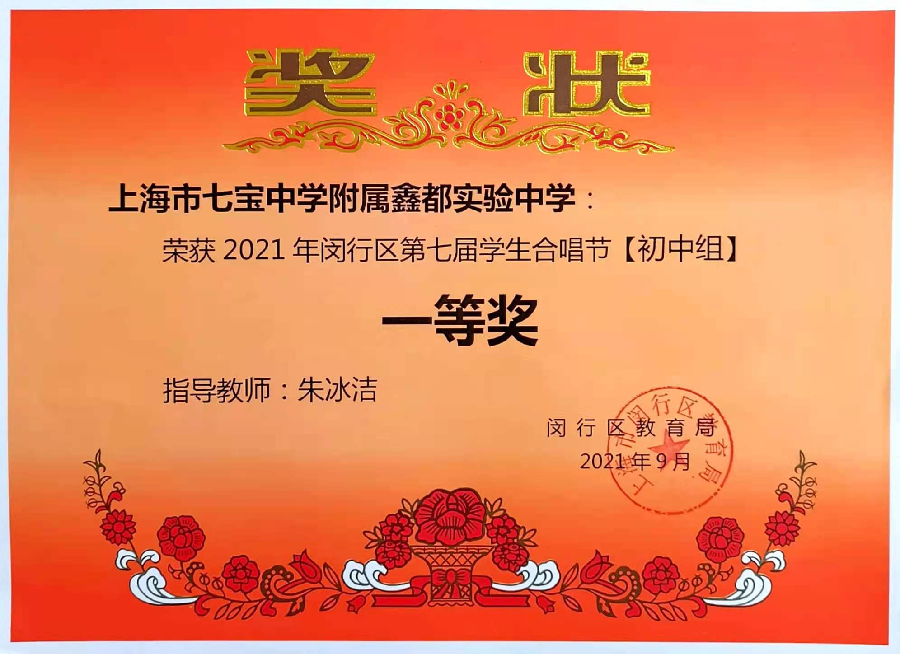 奖状
上海市七宝中学附属鑫都实验中学：
荣获 2021 年闵行区第七届学生合唱节【初中组】
一等奖
指导教师：朱冰洁
闵行区教育局
2021 年 9 月
上海市闵行区教育局